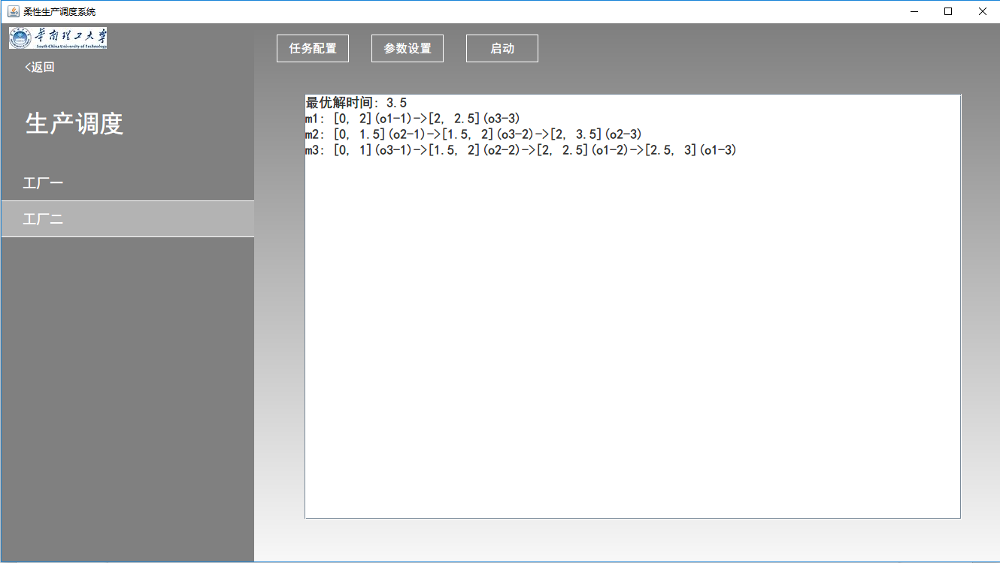 柔性生产调度系统
华南理工大学
South China University of Technology
<返回
生产调度
工厂一
工厂二
任务配置 参数设置 启动
最优解时间: 3.5
m1: [0, 2](o1-1)->[2, 2.5](o3-3)
m2: [0, 1.5](o2-1)->[1.5, 2](o3-2)->[2, 3.5](o2-3)
m3: [0, 1](o3-1)->[1.5, 2](o2-2)->[2, 2.5](o1-2)->[2.5, 3](o1-3)